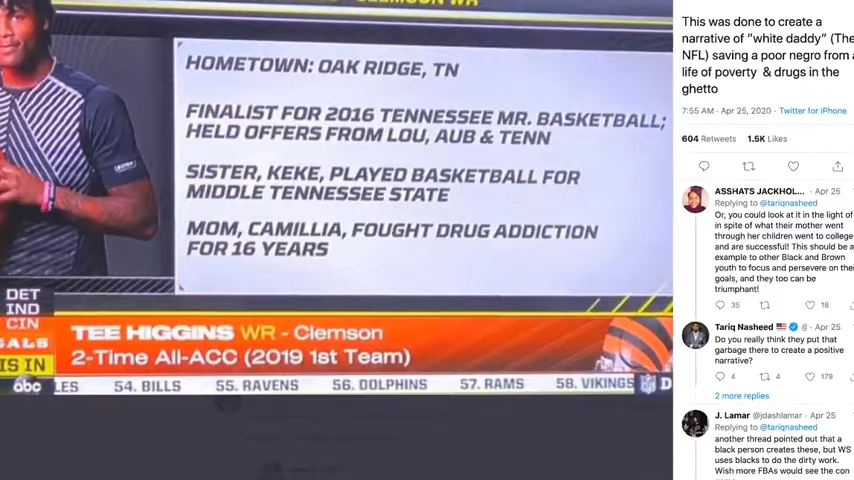 CLEMSON WR
HOMETOWN: OAK RIDGE, TN
FINALIST FOR 2016 TENNESSEE MR. BASKETBALL;
HELD OFFERS FROM LOU, AUB & TENN
SISTER, KEKE, PLAYED BASKETBALL FOR
MIDDLE TENNESSEE STATE
MOM, CAMILLIA, FOUGHT DRUG ADDICTION
FOR 16 YEARS
DET
IND
CIN
GALS
IS IN
abc
TEE HIGGINS WR - Clemson
2-Time All-ACC (2019 1st Team)
LES 54. BILLS 55. RAVENS 56. DOLPHINS 57. RAMS 58. VIKINGS NFL D
This was done to create a
narrative of "white daddy" (The
NFL) saving a poor negro from a
life of poverty & drugs in the
ghetto
7:55 AM · Apr 25, 2020 · Twitter for iPhone
604 Retweets 1.5K Likes
ASSHATS JACKHOL... · Apr 25
Replying to @tariqnasheed
Or, you could look at it in the light of
in spite of what their mother went
through her children went to college
and are successful! This should be a
example to other Black and Brown
youth to focus and persevere on their
goals, and they too can be
triumphant!
35 18
Tariq Nasheed @ · Apr 25
Do you really think they put that
garbage there to create a positive
narrative?
4 4 179
2 more replies
J. Lamar @jdashlamar · Apr 25
Replying to @tariqnasheed
another thread pointed out that a
black person creates these, but WS
uses blacks to do the dirty work.
Wish more FBAs would see the con